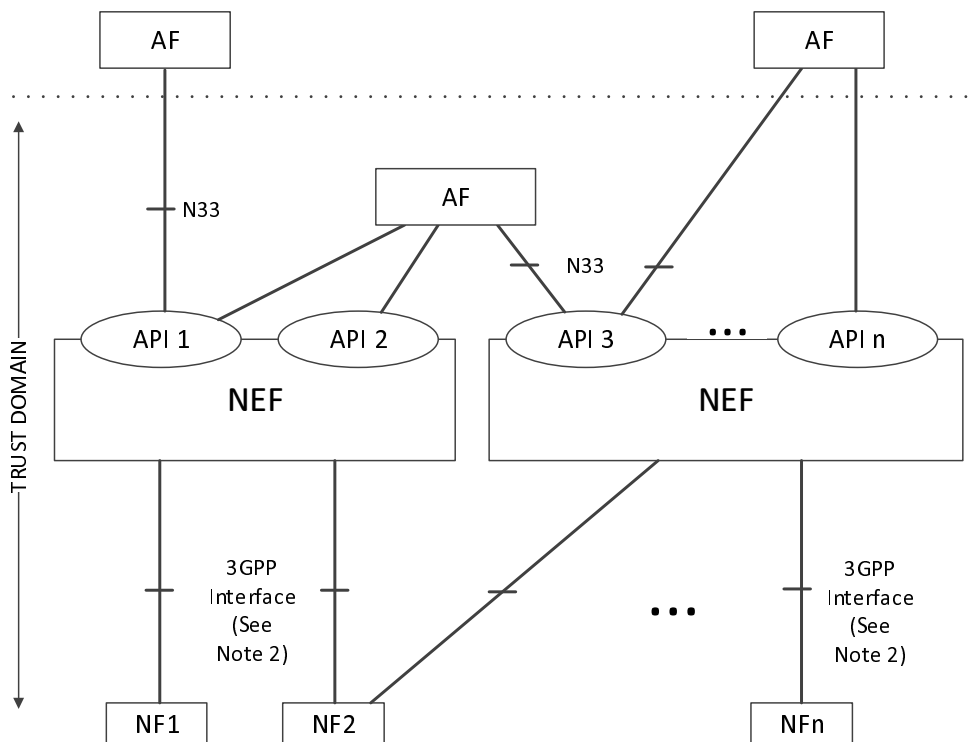 AF
AF
AF
N33
N33
API 1
API 2
API 3
...
API n
NEF
NEF
TRUST DOMAIN
3GPP
Interface
(See
Note 2)
...
3GPP
Interface
(See
Note 2)
NF1
NF2
NFn